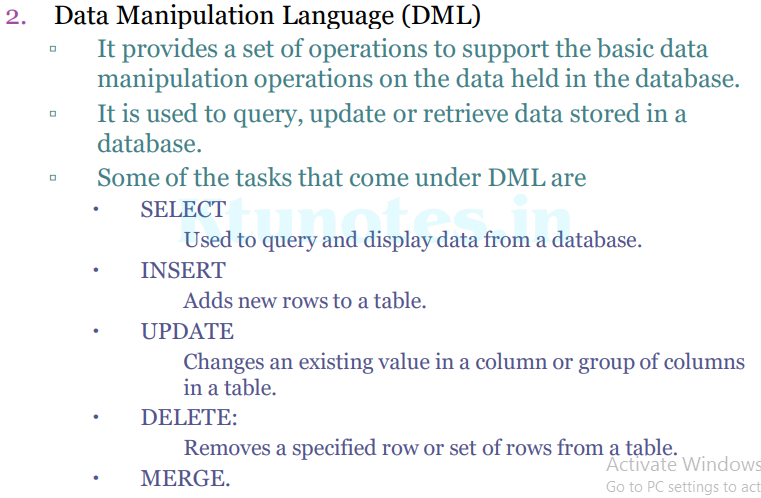 2. Data Manipulation Language (DML)
▫ It provides a set of operations to support the basic data
manipulation operations on the data held in the database.
▫ It is used to query, update or retrieve data stored in a
database.
▫ Some of the tasks that come under DML are
• SELECT
Ktunotes.in
Used to query and display data from a database.
• INSERT
Adds new rows to a table.
• UPDATE
Changes an existing value in a column or group of columns
in a table.
• DELETE:
Removes a specified row or set of rows from a table.
Activate Windows
• MERGE.
Go to PC settings to act